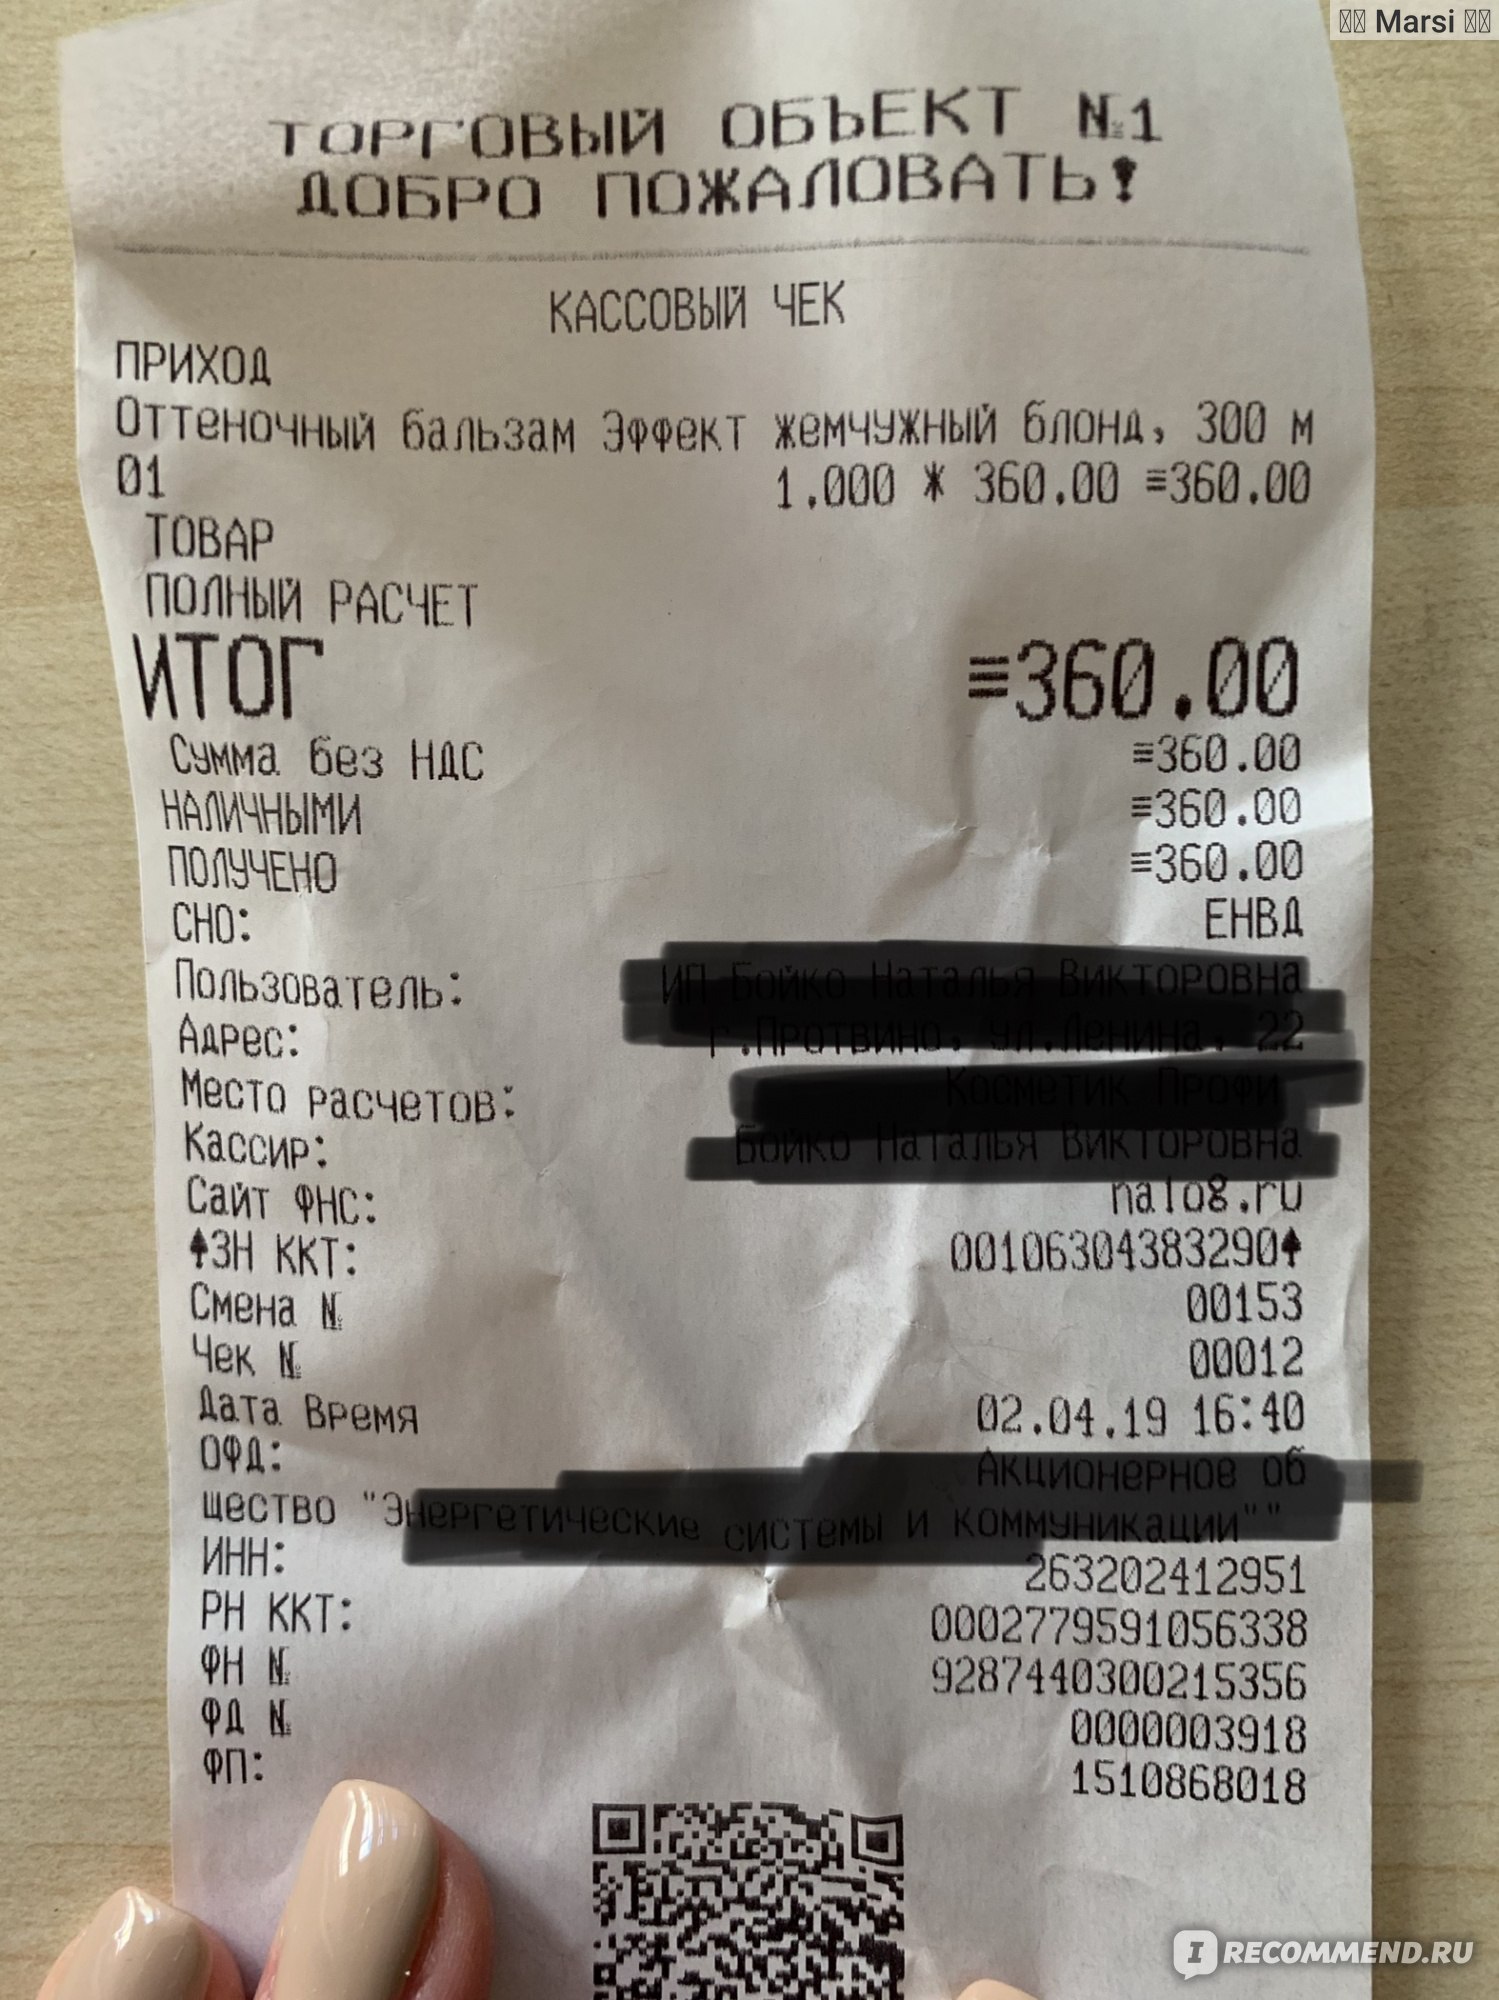 Marsi
ТОРГОВЫЙ ОБЪЕКТ №1
ДОБРО ПОЖАЛОВАТЬ!
КАССОВЫЙ ЧЕК
ПРИХОД
Оттеночный бальзам Эффект жемчужный блонд, 300 м
01 1.000 * 360.00 ≡360.00
ТОВАР
ПОЛНЫЙ РАСЧЕТ
ИТОГ ≡360.00
Сумма без НДС ≡360.00
НАЛИЧНЫМИ ≡360.00
ПОЛУЧЕНО ≡360.00
СНО: ЕНВД
Пользователь:
Адрес:
Место расчетов:
Кассир:
Сайт ФНС: nalog.ru
ЗН ККТ: 00106304383290
Смена № 00153
Чек № 00012
Дата Время 02.04.19 16:40
ОФД:
щество
ИНН: 263202412951
РН ККТ: 0002779591056338
ФН № 9287440300215356
ФД № 0000003918
ФП: 1510868018
IRECOMMEND.RU